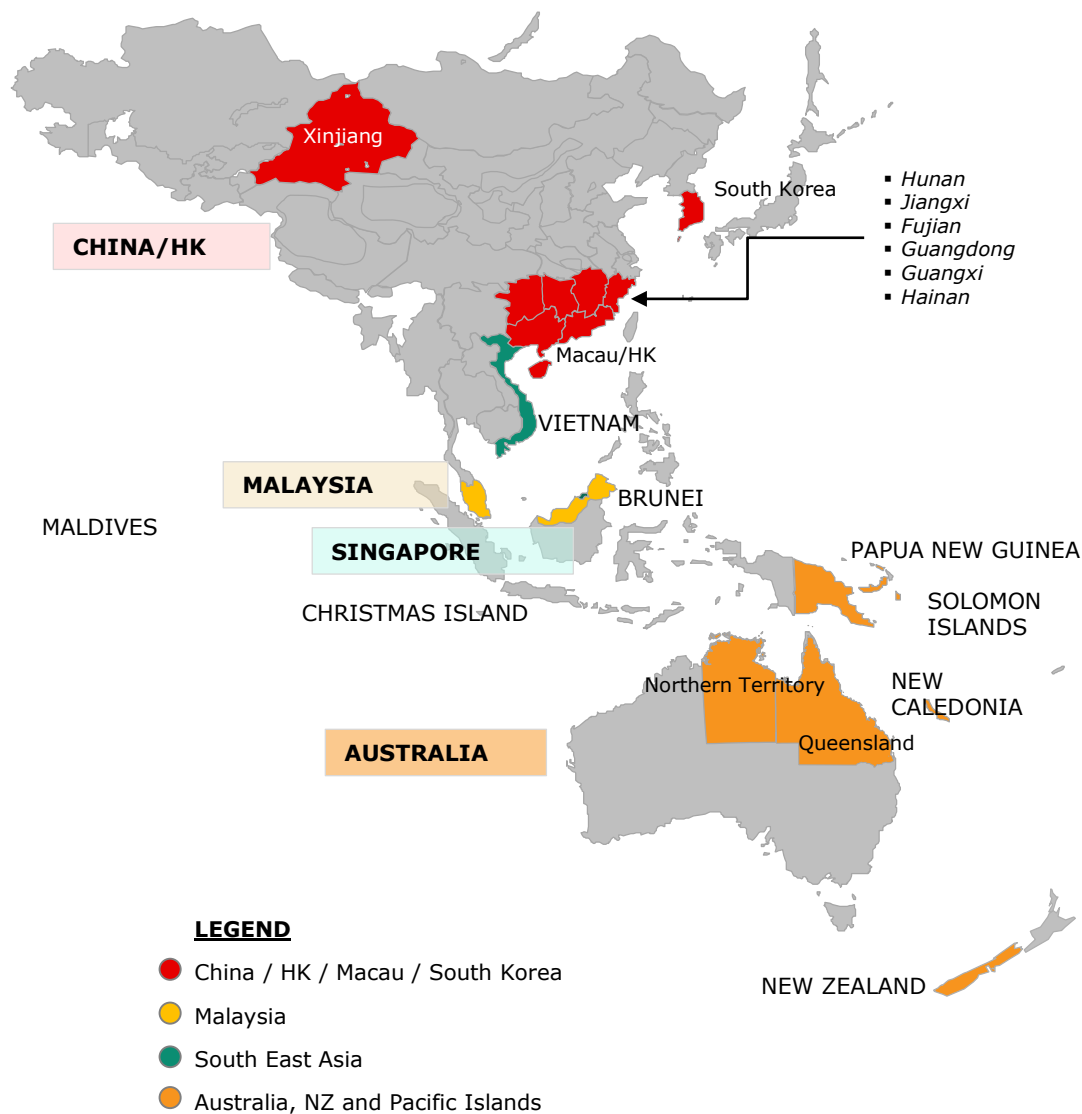 Xinjiang
South Korea
▪ Hunan
▪ Jiangxi
▪ Fujian
▪ Guangdong
▪ Guangxi
▪ Hainan
CHINA/HK
Macau/HK
VIETNAM
MALAYSIA
BRUNEI
MALDIVES
SINGAPORE
PAPUA NEW GUINEA
CHRISTMAS ISLAND
SOLOMON
ISLANDS
Northern Territory
NEW
CALEDONIA
Queensland
AUSTRALIA
LEGEND
China / HK / Macau / South Korea
NEW ZEALAND
Malaysia
South East Asia
Australia, NZ and Pacific Islands